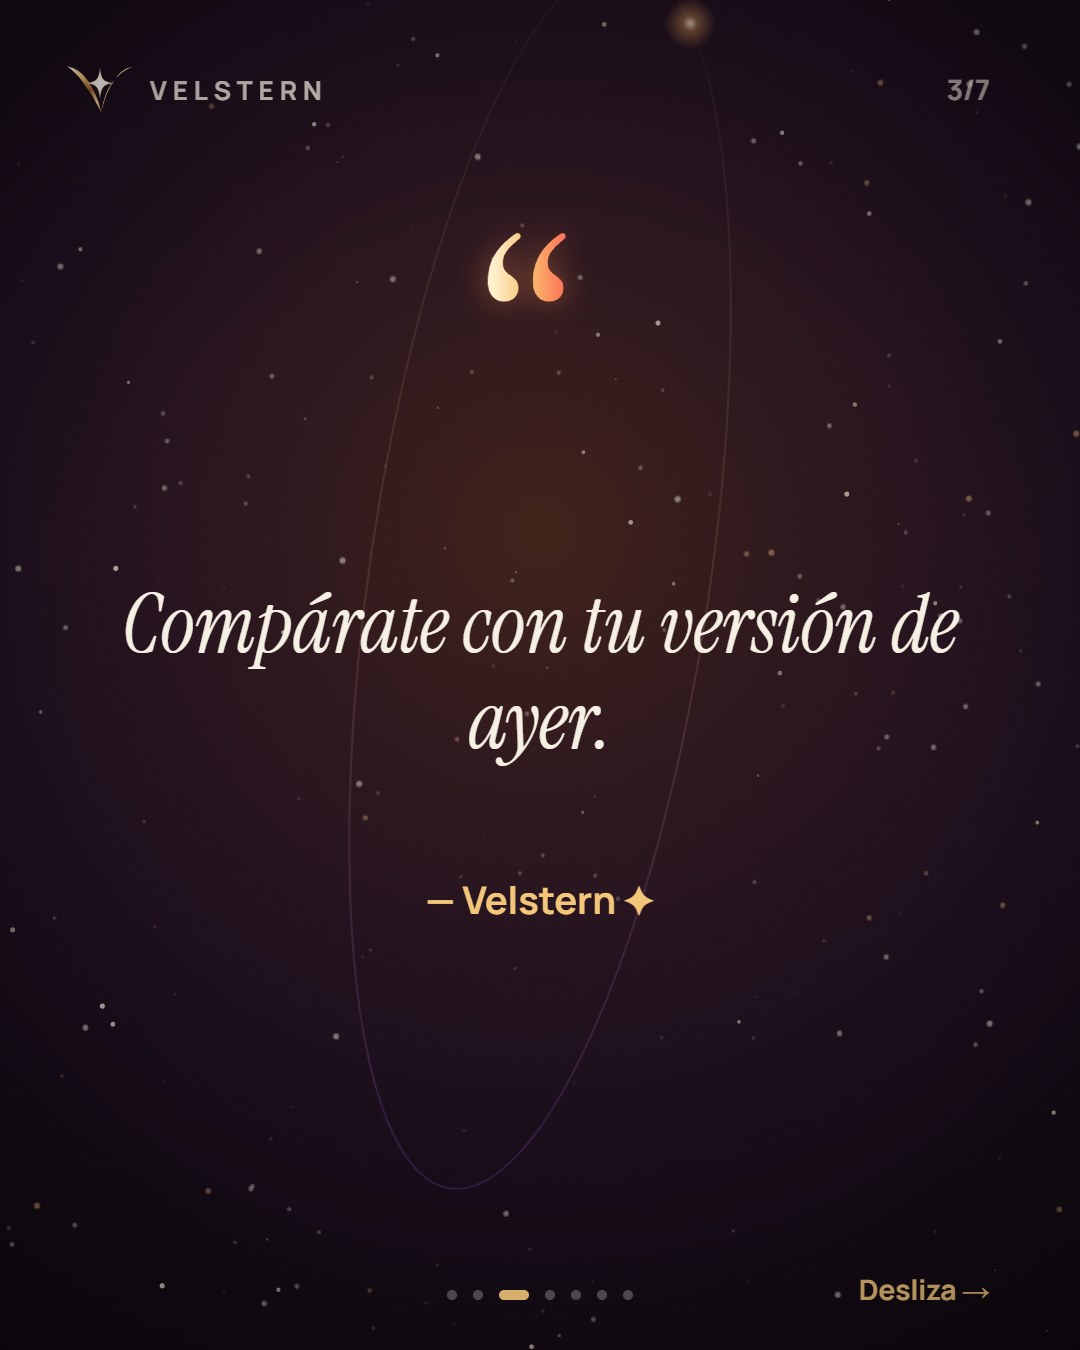 VELSTERN
3/7
“
Compárate con tu versión de
ayer.
— Velstern ✦
Desliza →